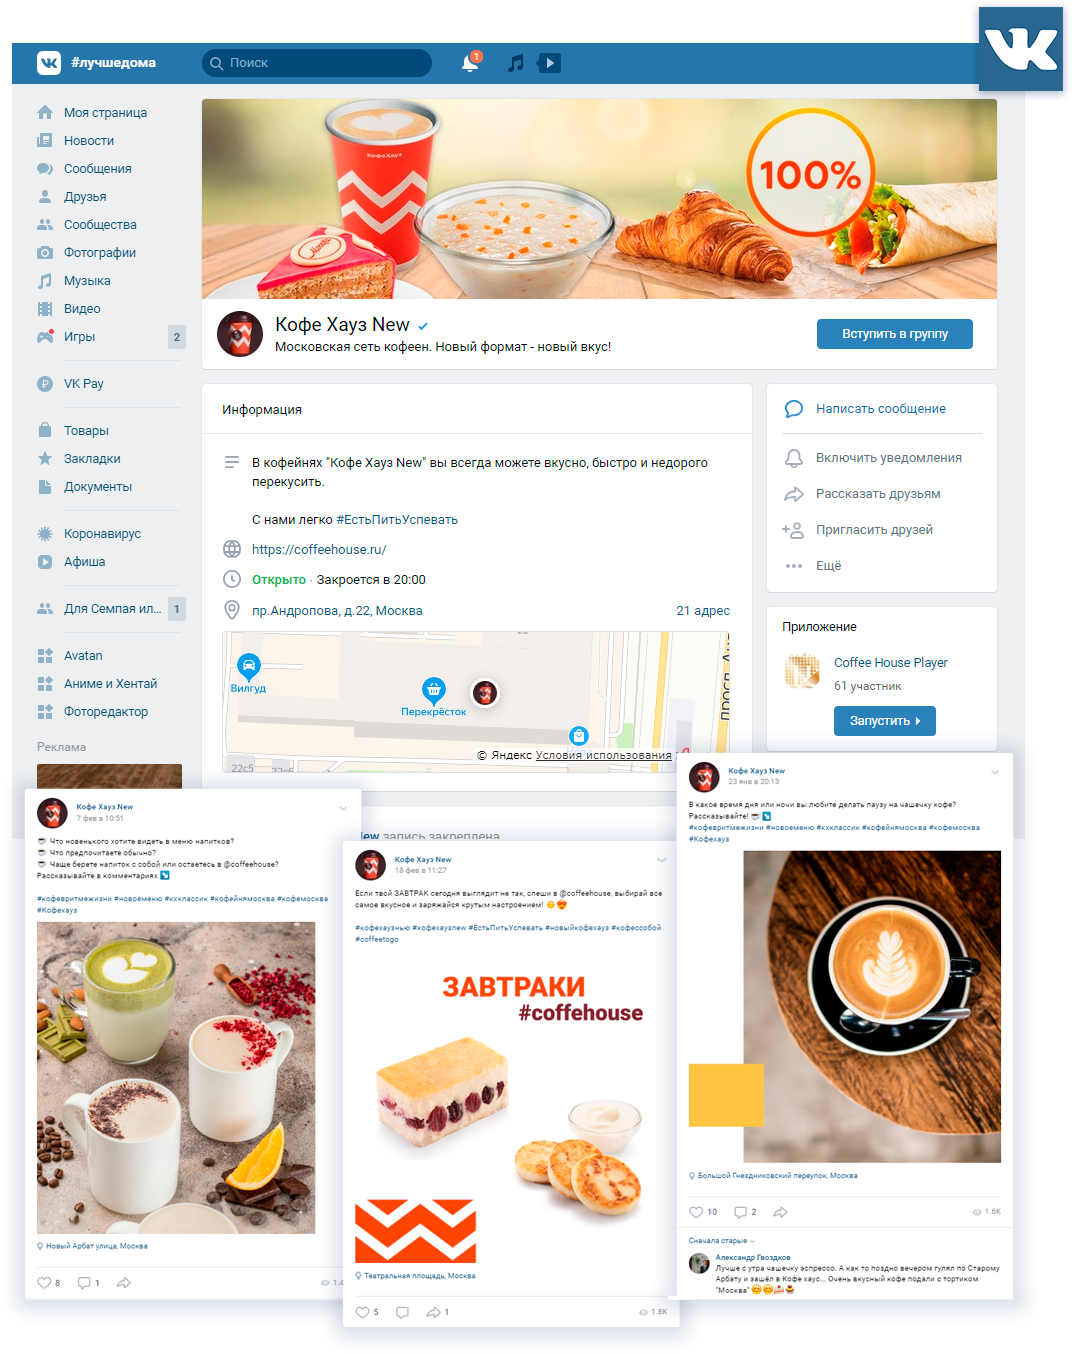 #лучшедома
Поиск
1
Моя страница
Новости
Сообщения
Друзья
Сообщества
Фотографии
Музыка
Видео
Игры
2
VK Pay
Товары
Закладки
Документы
Коронавирус
Афиша
Для Семпая ил...
1
Avatan
Аниме и Хентай
Фоторедактор
Реклама
КофеХауз
100%
Кофе Хауз New
Московская сеть кофеен. Новый формат - новый вкус!
Вступить в группу
Информация
В кофейнях "Кофе Хауз New" вы всегда можете вкусно, быстро и недорого
перекусить.
С нами легко #ЕстьПитьУспевать
https://coffeehouse.ru/
Открыто · Закроется в 20:00
пр.Андропова, д.22, Москва
21 адрес
Вилгуд
Перекрёсток
22с5
© Яндекс Условия использования
Написать сообщение
Включить уведомления
Рассказать друзьям
Пригласить друзей
Ещё
Приложение
Coffee House Player
61 участник
Запустить
ew запись закреплена
Кофе Хауз New
7 фев в 10:51
Что новенького хотите видеть в меню напитков?
Что предпочитаете обычно?
Чаще берете напиток с собой или остаетесь в @coffeehouse?
Рассказывайте в комментариях
#кофевритмежизни #новоеменю #кхклассик #кофейнямосква #кофемосква
#Кофехауз
Новый Арбат улица, Москва
8
1
1.4
Кофе Хауз New
18 фев в 11:27
Если твой ЗАВТРАК сегодня выглядит не так, спеши в @coffeehouse, выбирай все
самое вкусное и заряжайся крутым настроением!
#кофехаузнью #кофехаузnew #ЕстьПитьУспевать #новыйкофехауз #кофессобой
#coffeetogo
ЗАВТРАКИ
#coffehouse
Театральная площадь, Москва
5
1
1.8K
Кофе Хауз New
23 янв в 20:13
В какое время дня или ночи вы любите делать паузу на чашечку кофе?
Рассказывайте!
#кофевритмежизни #новоеменю #кхклассик #кофейнямосква #кофемосква
#Кофехауз
Большой Гнездниковский переулок, Москва
10
2
1.6K
Сначала старые
Александр Гвоздков
Лучше с утра чашечку эспрессо. А как то поздно вечером гулял по Старому
Арбату и зашёл в Кофе хаус... Очень вкусный кофе подали с тортиком
"Москва"